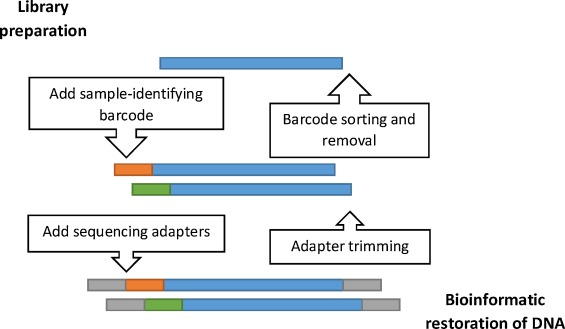 Library
preparation
Add sample-identifying
barcode
Barcode sorting and
removal
Add sequencing adapters
Adapter trimming
Bioinformatic
restoration of DNA